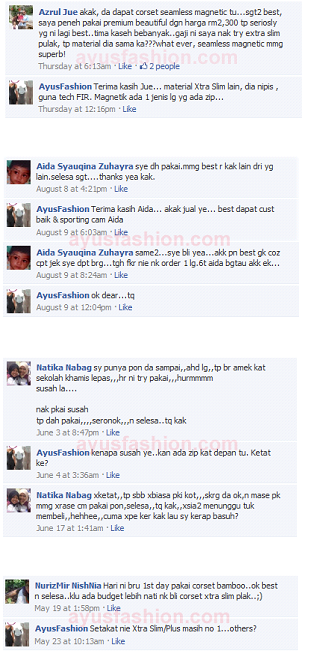 Azrul Jue akak, da dapat corset seamless magnetic tu...sgt2 best,
saya peneh pakai premium beautiful dgn harga rm2,300 tp seriosly
yg ni lagi best..tima kaseh bebanyak..gaji ni saya nak try extra slim
pulak, tp material dia sama ka???what ever, seamless magnetic mmg
superb!
Thursday at 6:13am · Like · 2 people
AyusFashion Terima kasih Jue... material Xtra Slim lain, dia nipis ,
guna tech FIR. Magnetik ada 1 jenis lg yg ada zip...
Thursday at 12:16pm · Like
ayusfashion.com
Aida Syauqina Zuhayra sye dh pakai.mmg best r kak lain dri yg
lain.selesa sgt....thanks yea kak.
August 8 at 4:21pm · Like
AyusFashion Terima kasih Aida... akak jual ye... best dapat cust
baik & sporting cam Aida
August 9 at 6:03am · Like
ayusfashion.com
Aida Syauqina Zuhayra same2...sye bli yea...akk pn best gk coz
cpt jek sye dpt brg...tgh fkr nie nk order 1 lg.6t aida bgtau akk ek...
August 9 at 8:24am · Like
AyusFashion ok dear...tq
August 9 at 12:04pm · Like
Natika Nabag sy punya pon da sampai,,ahd lg,,tp br amek kat
sekolah khamis lepas,,,hr ni try pakai,,,hurmmmm
susah la....
nak pkai susah
tp dah pakai,,,,seronok,,,n selesa..tq kak
June 3 at 8:47pm · Like
ayusfashion.com
AyusFashion kenapa susah ye..kan ada zip kat depan tu. Ketat
ke?
June 4 at 3:36am · Like
Natika Nabag xketat,,tp sbb xbiasa pki kot,,,skrg da ok,n mase pk
mmg xrase cm pakai pon,selesa,,tq kak,,xsia2 menunggu tuk
membeli,,hehhee,,cuma xpe ker kak lau sy kerap basuh?
June 17 at 1:41am · Like
NurizMir NishNia Hari ni bru 1st day pakai corset bamboo..ok best
n selesa..klu ada budget lebih nati nk bli corset xtra slim plak..;)
May 19 at 1:58pm · Like
ayusfashion.com
AyusFashion Setakat nie Xtra Slim/Plus masih no 1...others?
May 23 at 10:13am · Like